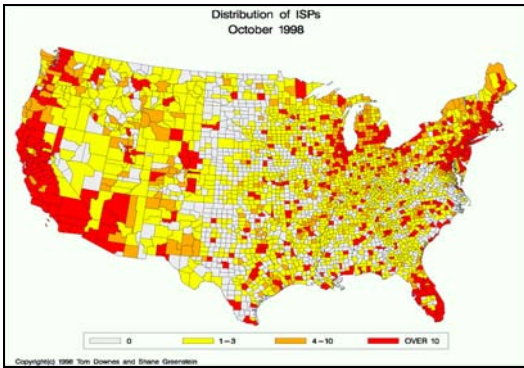 Distribution of ISPs
October 1998
0 1-3 4-10 OVER 10
Copyright(c) 1998 Tom Downes and Shane Greenstein